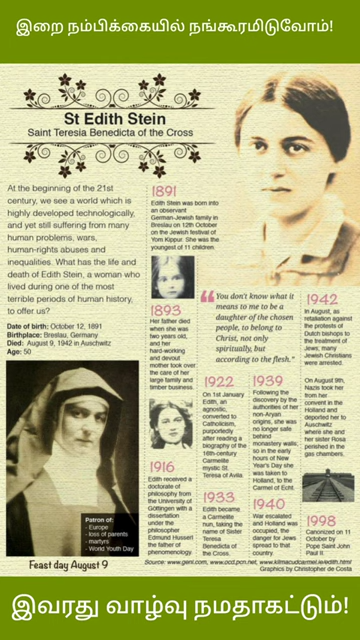 இறை நம்பிக்கையில் நங்கூரமிடுவோம்!
St Edith Stein
Saint Teresia Benedicta of the Cross
At the beginning of the 21st
century, we see a world which is
highly developed technologically,
and yet still suffering from many
human problems, wars,
human-rights abuses and
inequalities. What has the life and
death of Edith Stein, a woman who
lived during one of the most
terrible periods of human history,
to offer us?
Date of birth: October 12, 1891
Birthplace: Breslau, Germany
Died: August 9, 1942 in Auschwitz
Age: 50
Patron of:
- Europe
- loss of parents
- martyrs
- World Youth Day
Feast day August 9
1891
Edith Stein was born into
an observant
German-Jewish family in
Breslau on 12th October
on the Jewish festival of
Yom Kippur. She was the
youngest of 11 children.
1893
Her father died
when she was
two years old,
and her
hard-working
and devout
mother took over
the care of her
large family and
timber business.
1916
Edith received a
doctorate of
philosophy from
the University of
Göttingen with a
dissertation
under the
philosopher
Edmund Husserl
the father of
phenomenology.
"You don't know what it
means to me to be a
daughter of the chosen
people, to belong to
Christ, not only
spiritually, but
according to the flesh."
1922
On 1st January
Edith, an
agnostic,
converted to
Catholicism,
purportedly
after reading a
biography of the
16th-century
Carmelite
mystic St.
Teresa of Avila
1933
Edith became
a Carmelite
nun, taking the
name of Sister
Teresia
Benedicta of
the Cross.
1939
Following the
discovery by the
authorities of her
non-Aryan
origins, she was
no longer safe
behind
monastery walls,
so in the early
hours of New
Year's Day she
was taken to
Holland, to the
Carmel of Echt.
1940
War escalated
and Holland was
occupied, the
danger for Jews
spread to that
country.
1942
In August, as
retaliation against
the protests of
Dutch bishops to
the treatment of
Jews, many
Jewish Christians
were arrested.
On August 9th,
Nazis took her
from her
convent in the
Holland and
deported her to
Auschwitz
where she and
her sister Rosa
perished in the
gas chambers.
1998
Canonized on 11
October by
Pope Saint John
Paul II
Source: www.geni.com, www.ocd.pcn.net, www.kilmacudcarmel.ie/edith.html
Graphics by Christopher de Costa
இவரது வாழ்வு நமதாகட்டும்!